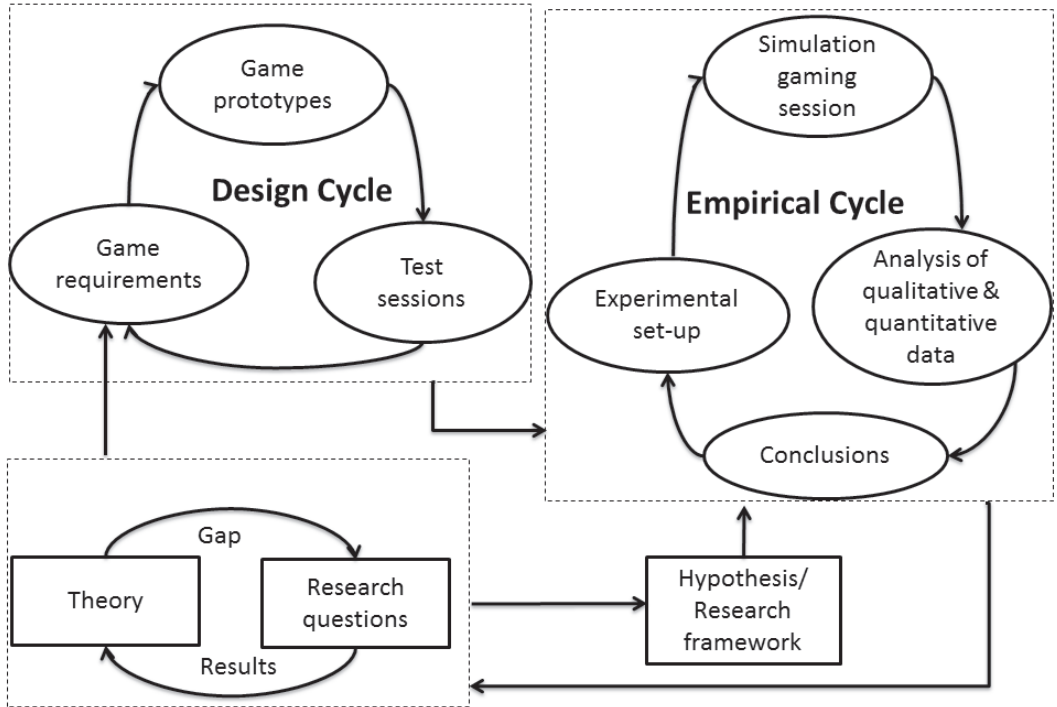 Game
prototypes
Design Cycle
Game
requirements
Test
sessions
Simulation
gaming
session
Empirical Cycle
Experimental
set-up
Analysis of
qualitative &
quantitative
data
Conclusions
Gap
Theory
Research
questions
Results
Hypothesis/
Research
framework